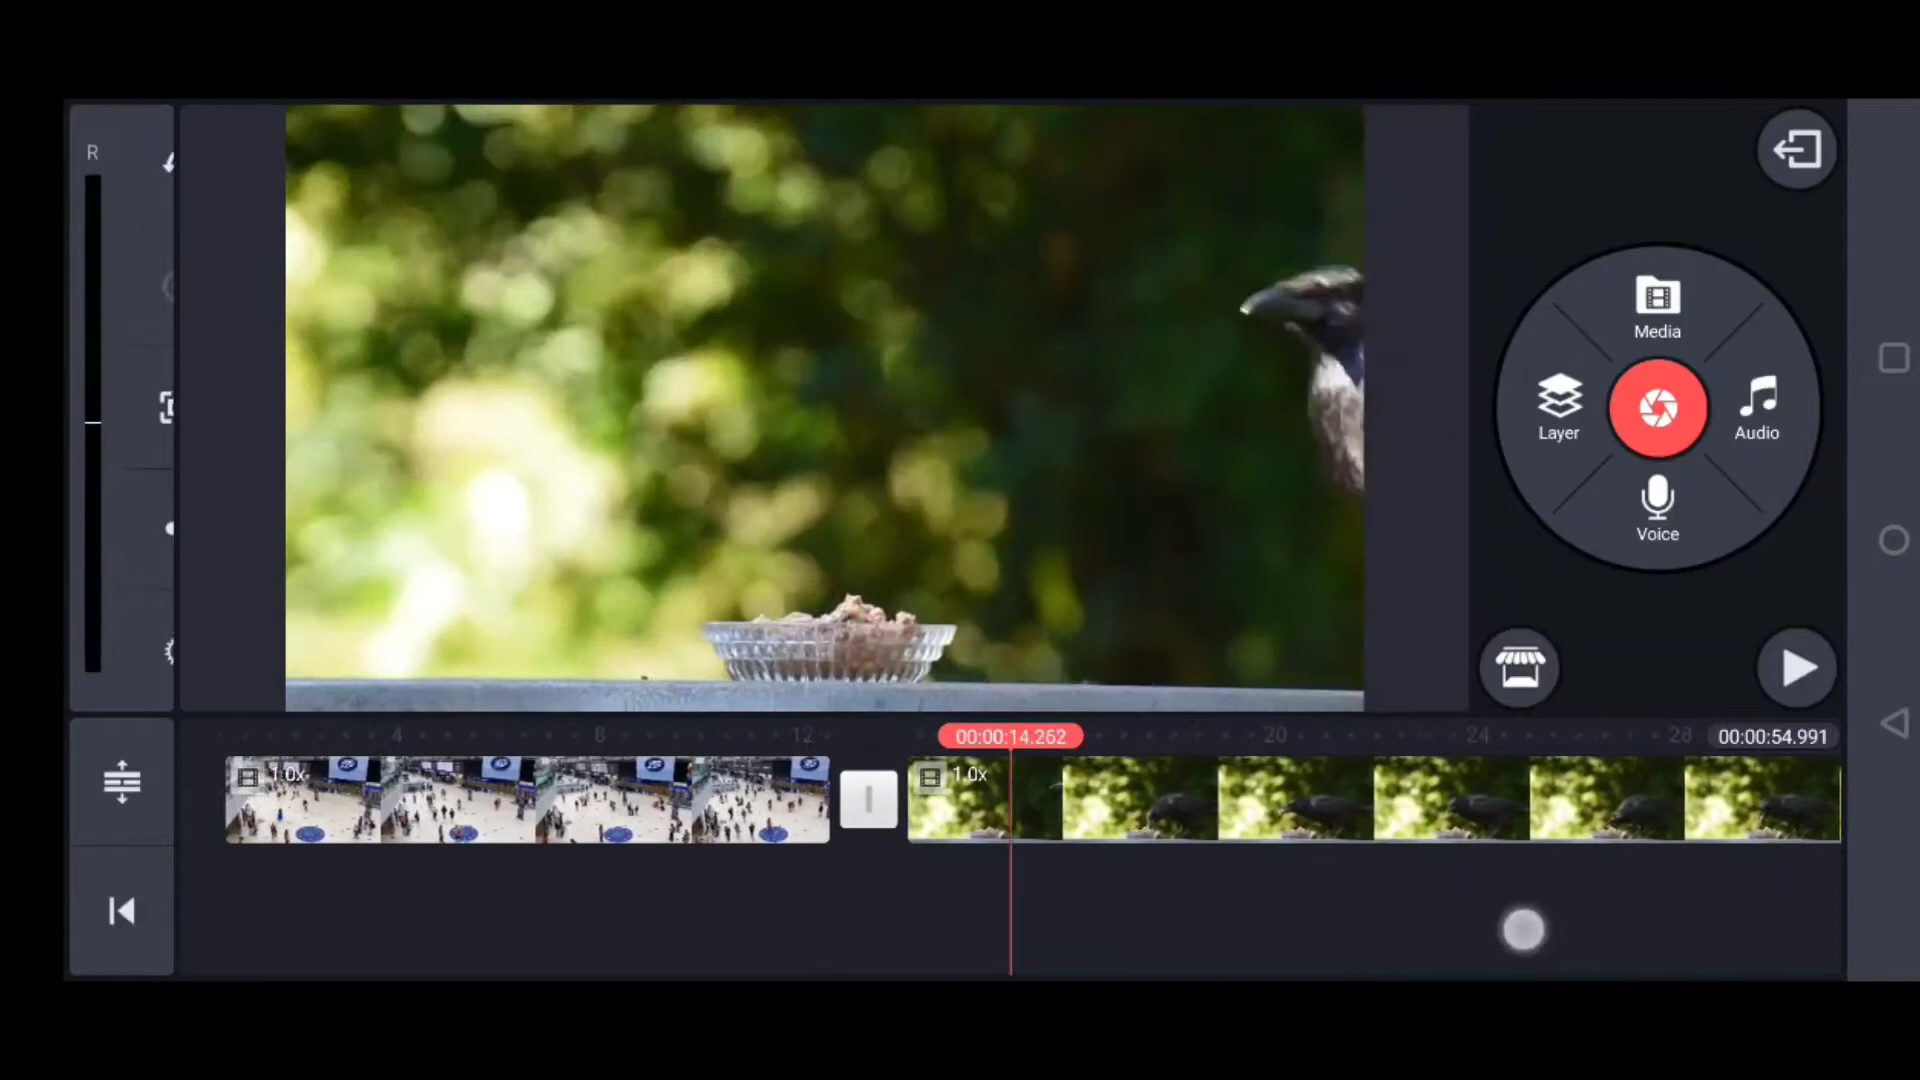 R
Media
Layer
Audio
Voice
4
8
12
00:00:14.262
20
24
28
00:00:54.991
1.0x
1.0x